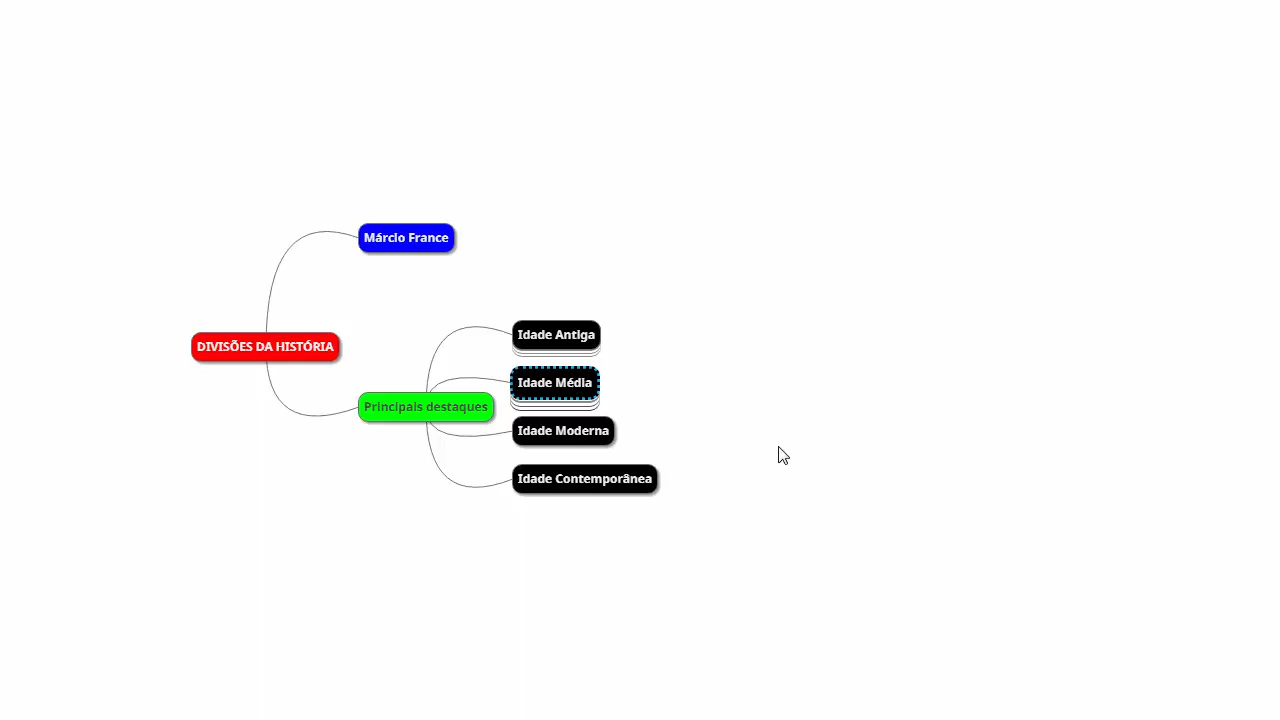 Márcio France
DIVISÕES DA HISTÓRIA
Principais destaques
Idade Antiga
Idade Média
Idade Moderna
Idade Contemporânea